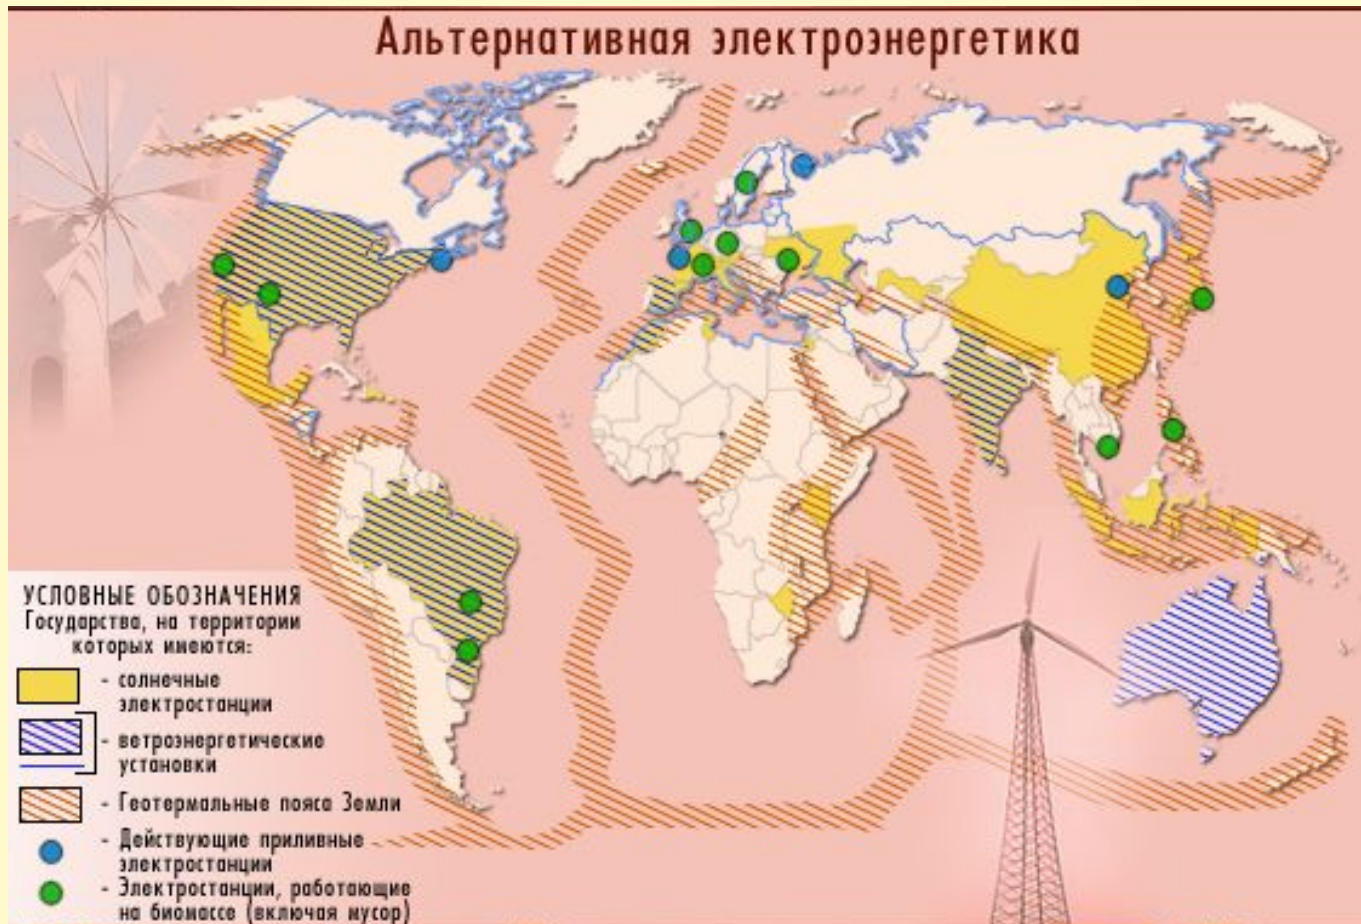 Альтернативная электроэнергетика
УСЛОВНЫЕ ОБОЗНАЧЕНИЯ
Государства, на территории
которых имеются:
- солнечные
электростанции
- ветроэнергетические
установки
- Геотермальные пояса Земли
- Действующие приливные
электростанции
- Электростанции, работающие
на биомассе (включая мусор)